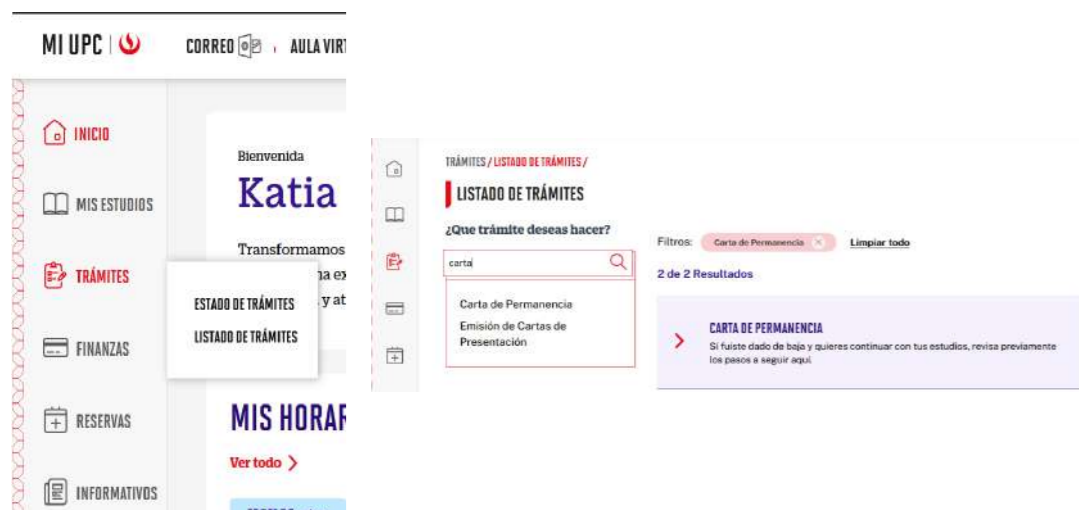 MI UPC
CORREO
AULA VIRT
INICIO
MIS ESTUDIOS
TRÁMITES
FINANZAS
RESERVAS
INFORMATIVOS
Bienvenida
Katia
Transformamos
na ex
y at
ESTADO DE TRÁMITES
LISTADO DE TRÁMITES
MIS HORAR
Ver todo
TRÁMITES / LISTADO DE TRÁMITES /
LISTADO DE TRÁMITES
¿Que trámite deseas hacer?
carta
Carta de Permanencia
Emisión de Cartas de
Presentación
Filtros:
Carta de Permanencia
Limpiar todo
2 de 2 Resultados
CARTA DE PERMANENCIA
Si fuiste dado de baja y quieres continuar con tus estudios, revisa previamente
los pasos a seguir aquí.